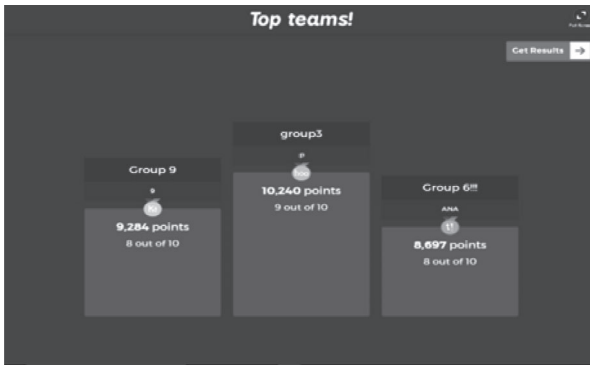 Top teams!
Get Results
group3
P
10,240 points
9 out of 10
Group 9
9
9,284 points
8 out of 10
Group 6!!!
ANA
8,697 points
8 out of 10